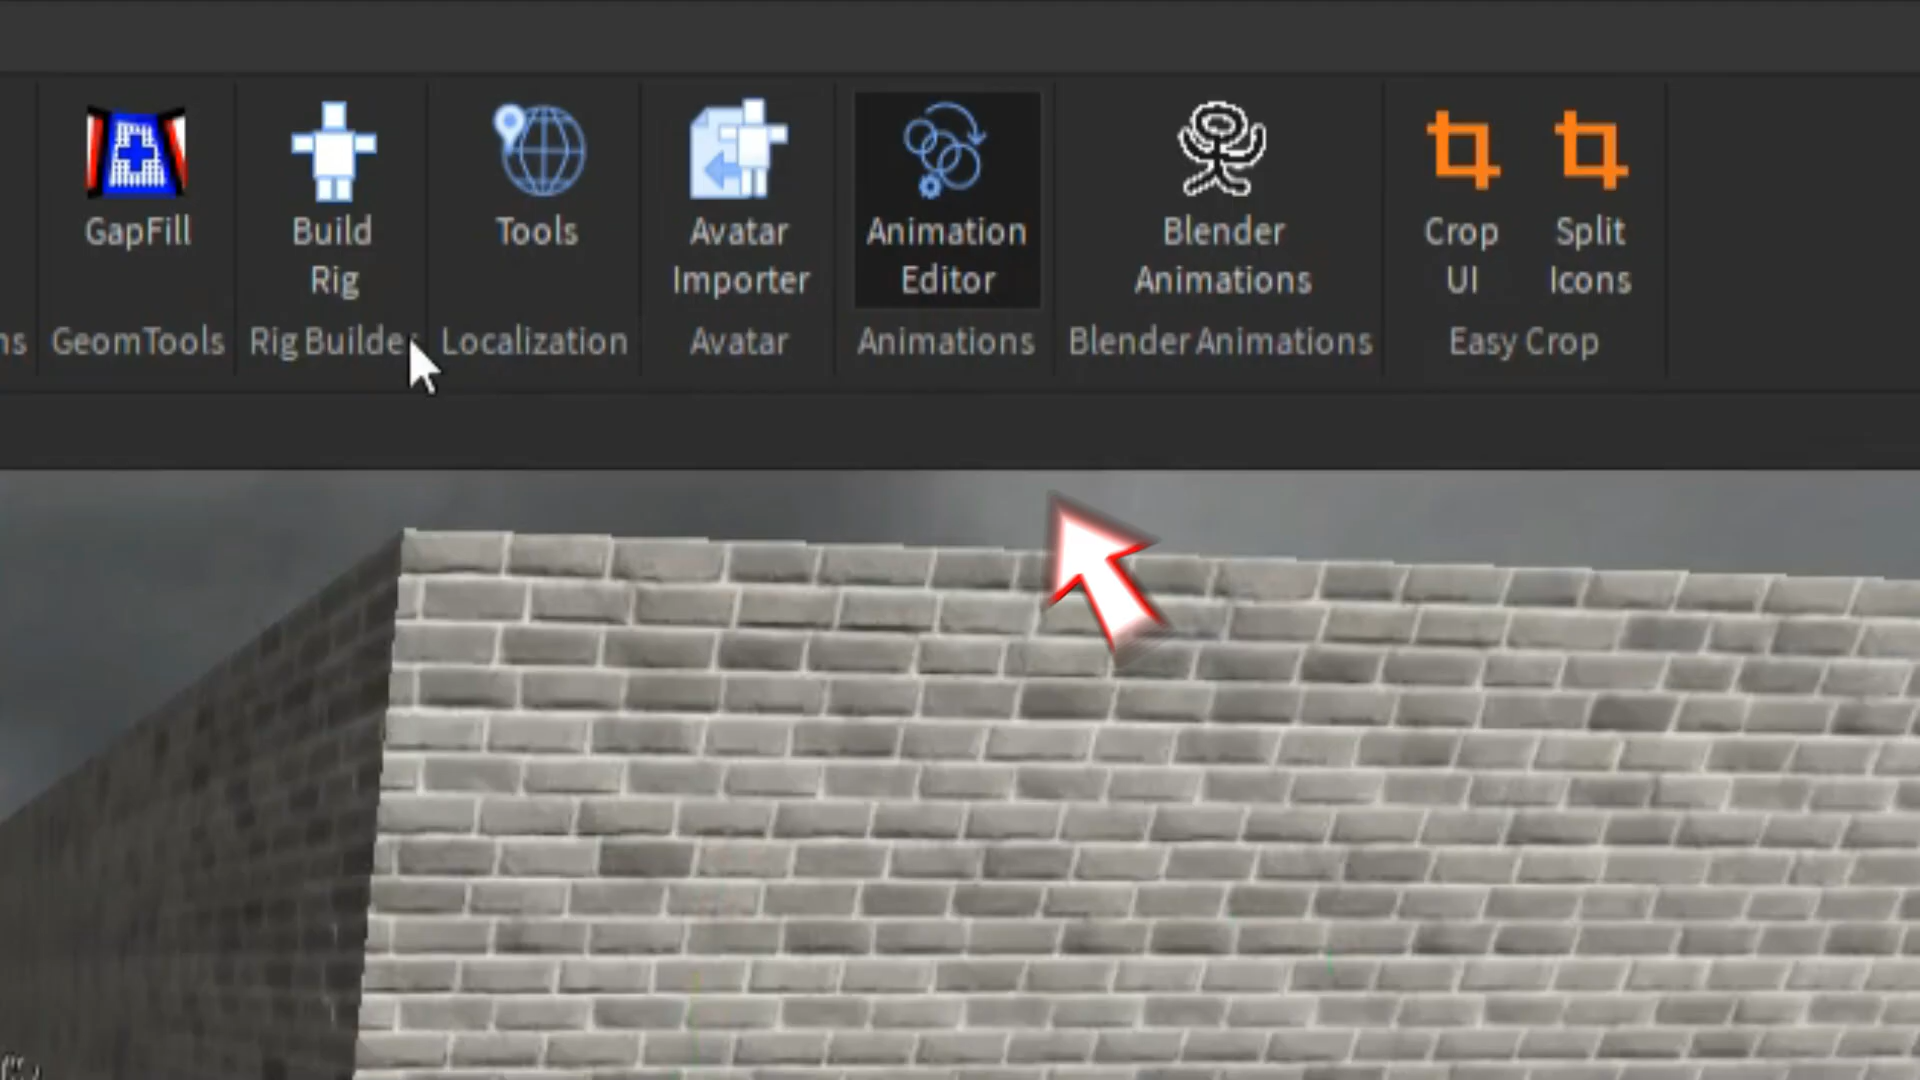 GapFill
Build
Rig
Tools
Avatar
Importer
Animation
Editor
Blender
Animations
Crop
UI
Split
Icons
ns
GeomTools
Rig Builder
Localization
Avatar
Animations
Blender Animations
Easy Crop